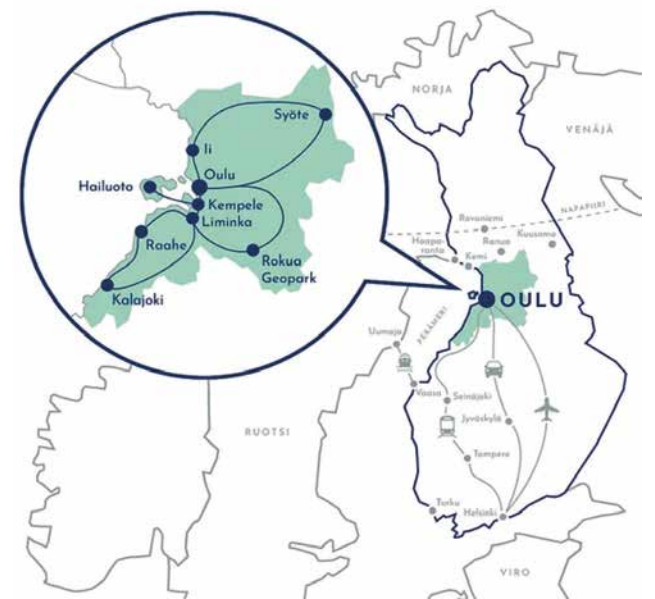 Syöte
Ii
Oulu
Hailuoto
Kempele
Liminka
Raahe
Rokua
Geopark
Kalajoki
NORJA
VENÄJÄ
NAPAPIIRI
Rovaniemi
Haapa-
ranta
Ranua
Kuusamo
Kemi
OULU
PERÄMERI
Uumaja
Vaasa
Seinäjoki
Jyväskylä
RUOTSI
Tampere
Turku
Helsinki
VIRO